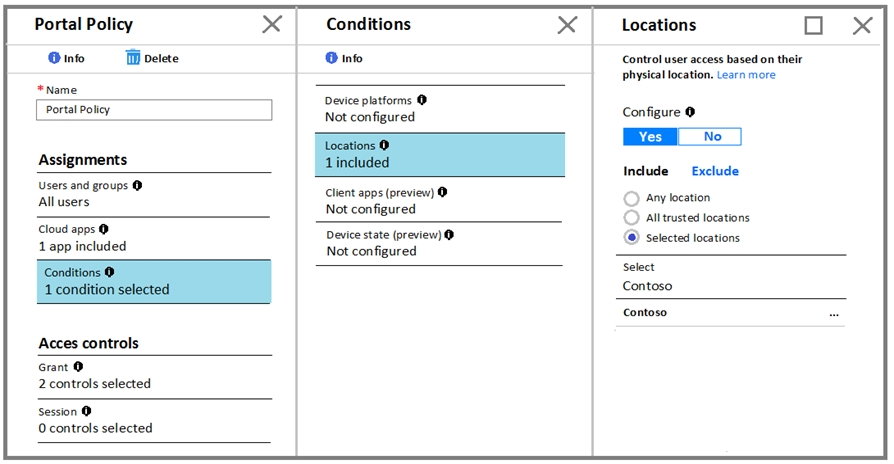 Portal Policy
Info
Delete
* Name
Portal Policy
Assignments
Users and groups
All users
Cloud apps
1 app included
Conditions
1 condition selected
Acces controls
Grant
2 controls selected
Session
0 controls selected
Conditions
Info
Device platforms
Not configured
Locations
1 included
Client apps (preview)
Not configured
Device state (preview)
Not configured
Locations
Control user access based on their
physical location. Learn more
Configure
Yes No
Include Exclude
Any location
All trusted locations
Selected locations
Select
Contoso
Contoso ...